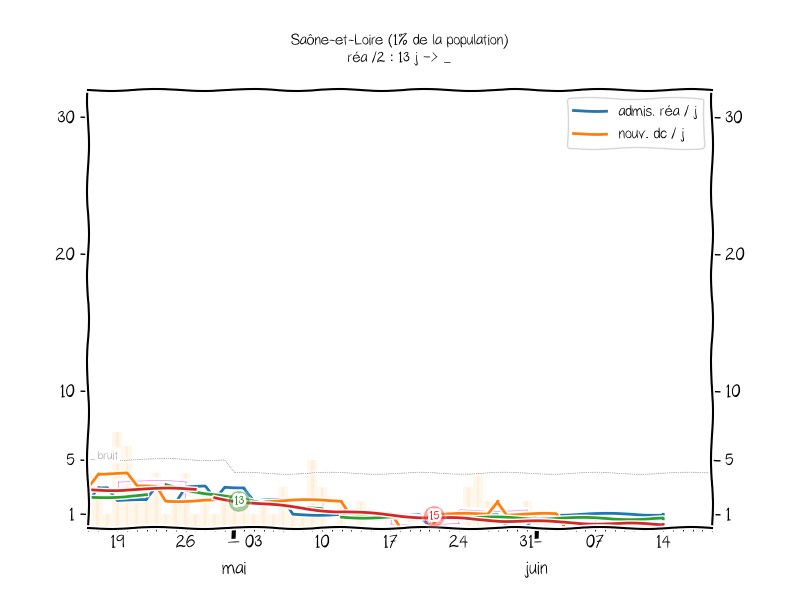 Saône-et-Loire (1% de la population)
réa /2 : 13 j -> _
admis. réa / j
nouv. dc / j
30
30
20
20
10
10
5
5
1
1
bruit
13
15
19 26 03 10 17 24 31 07 14
mai juin